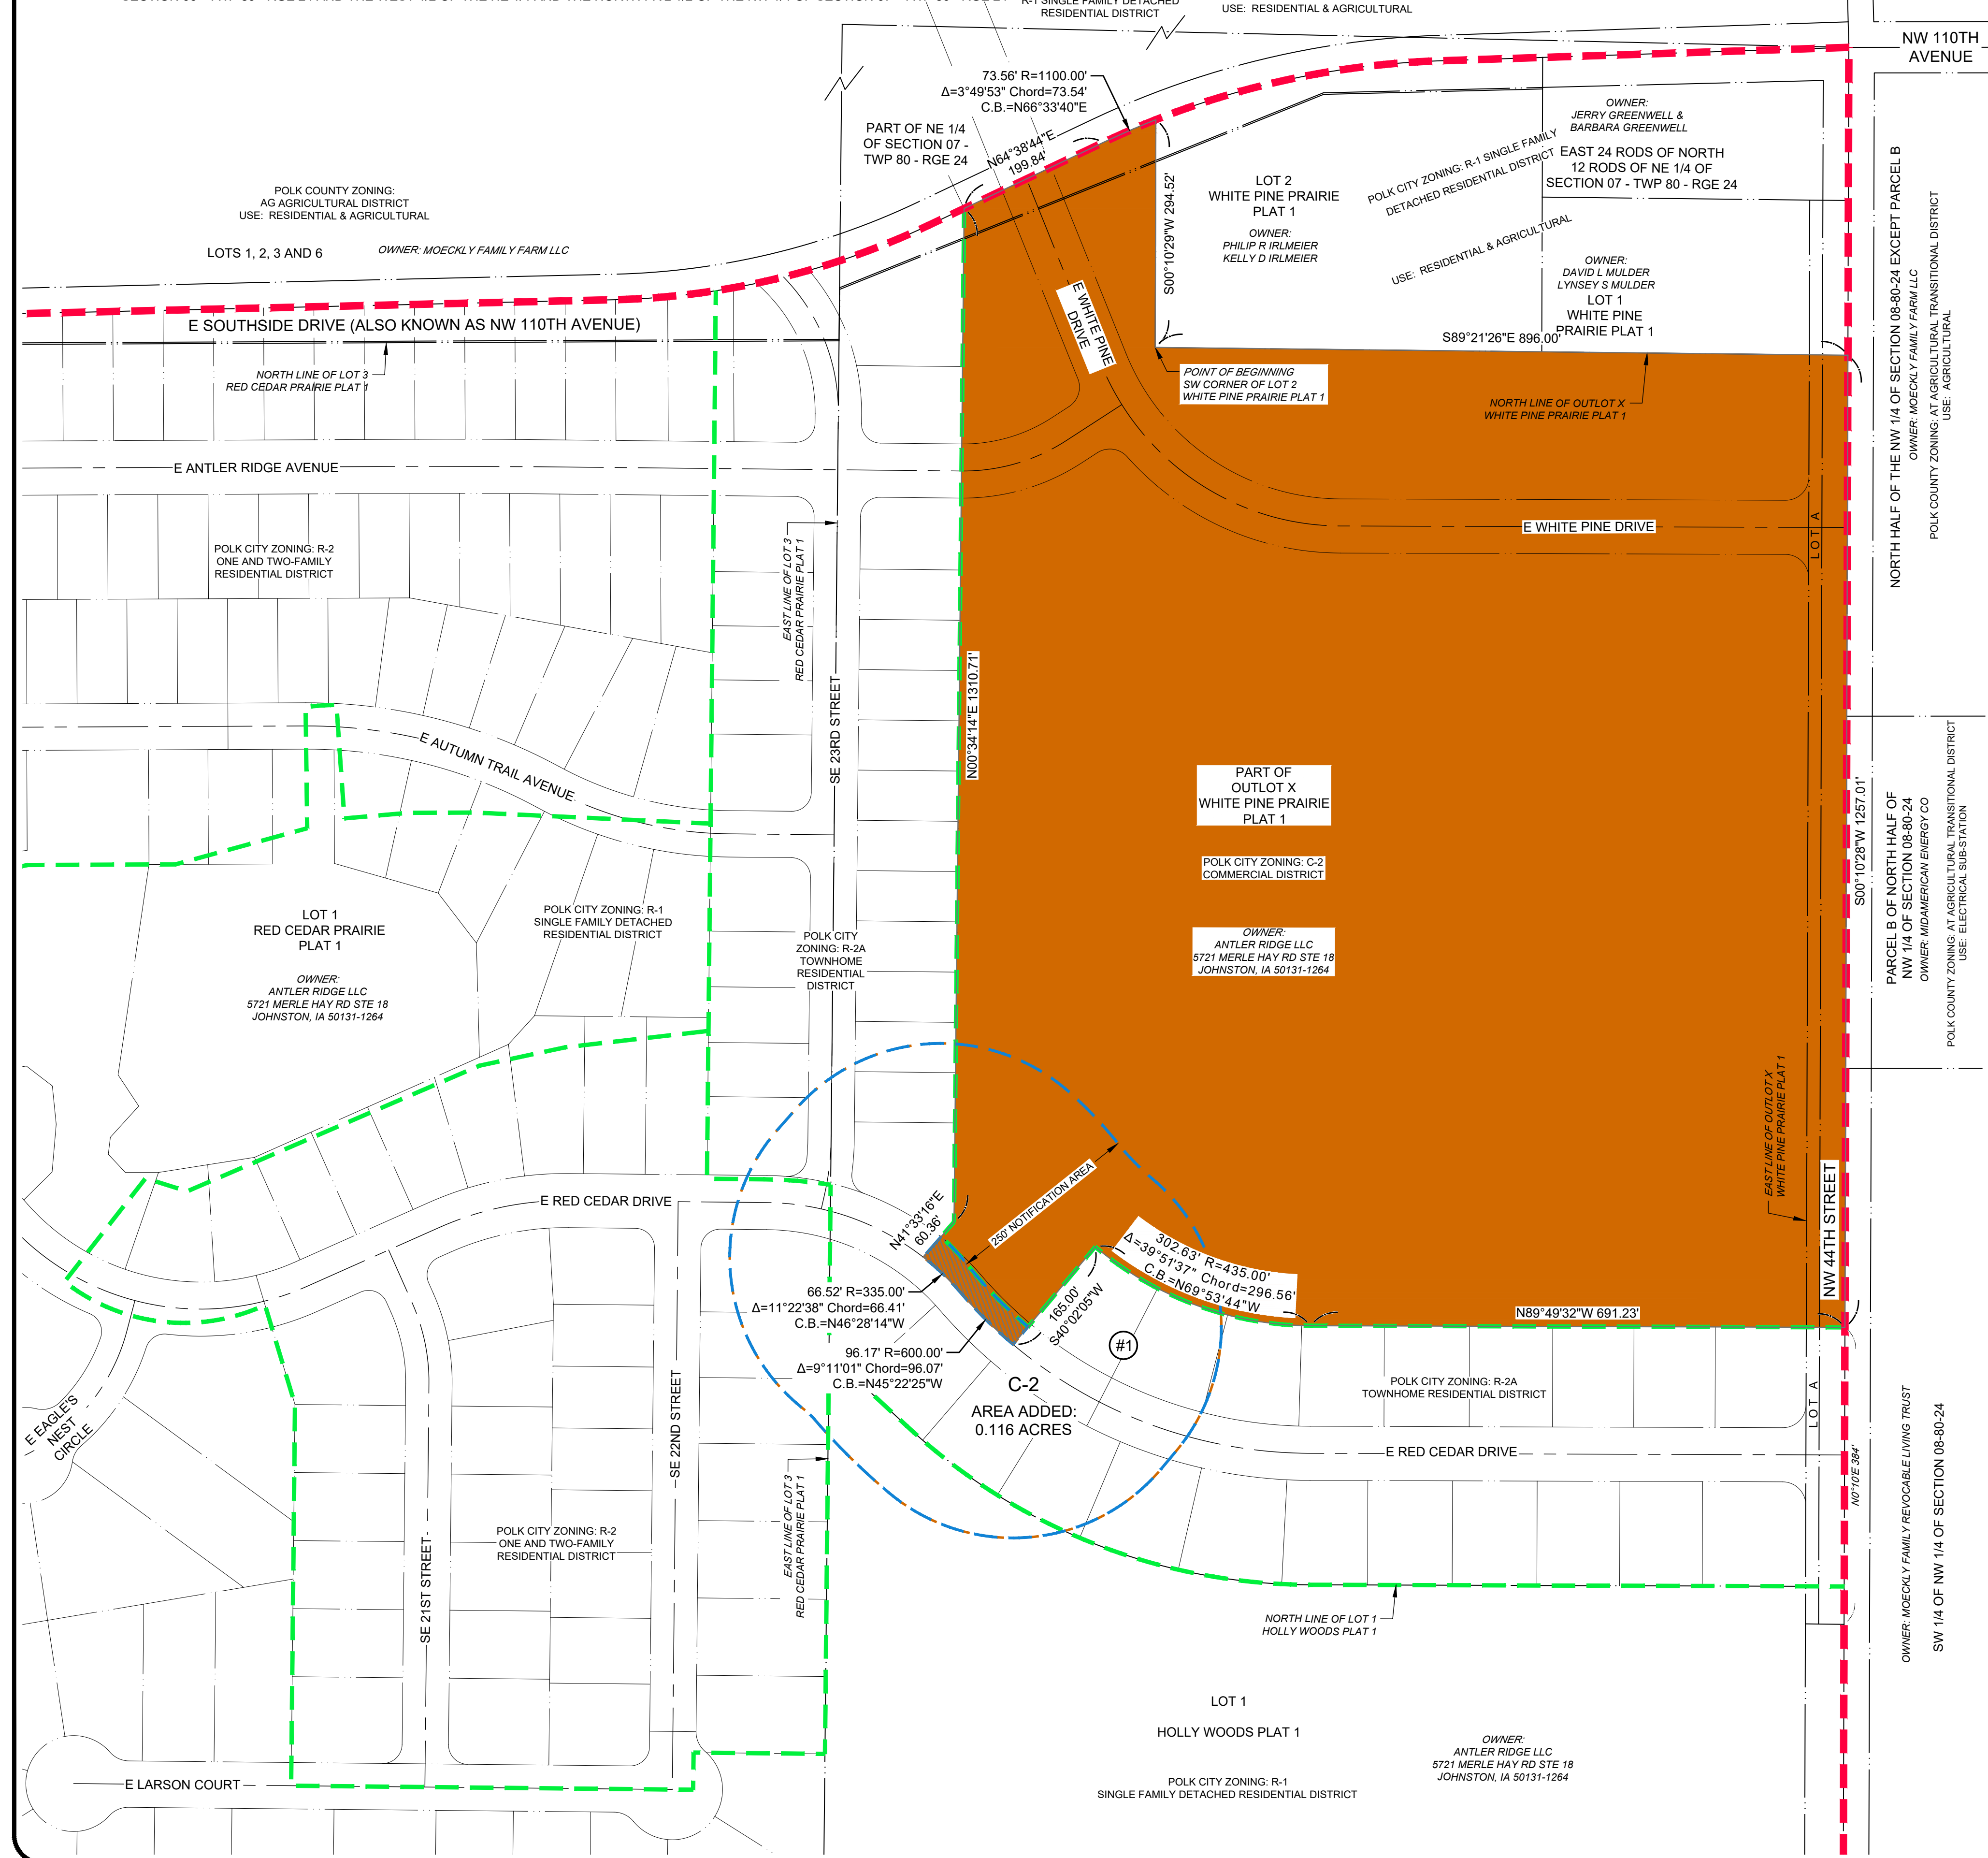 R-1 SINGLE FAMILY DETACHED
RESIDENTIAL DISTRICT
USE: RESIDENTIAL & AGRICULTURAL
NW 110TH
AVENUE
73.56' R=1100.00'
Δ=3°49'53" Chord=73.54'
C.B.=N66°33'40"E
PART OF NE 1/4
OF SECTION 07 -
TWP 80 - RGE 24
N64°38'44"E
199.84'
OWNER:
JERRY GREENWELL &
BARBARA GREENWELL
EAST 24 RODS OF NORTH
12 RODS OF NE 1/4 OF
SECTION 07 - TWP 80 - RGE 24
POLK CITY ZONING: R-1 SINGLE FAMILY
DETACHED RESIDENTIAL DISTRICT
USE: RESIDENTIAL & AGRICULTURAL
LOT 2
WHITE PINE PRAIRIE
PLAT 1
OWNER:
PHILIP R IRLMEIER
KELLY D IRLMEIER
S00°10'29"W 294.52'
OWNER:
DAVID L MULDER
LYNSEY S MULDER
LOT 1
WHITE PINE
PRAIRIE PLAT 1
S89°21'26"E 896.00'
POLK COUNTY ZONING:
AG AGRICULTURAL DISTRICT
USE: RESIDENTIAL & AGRICULTURAL
LOTS 1, 2, 3 AND 6
OWNER: MOECKLY FAMILY FARM LLC
E SOUTHSIDE DRIVE (ALSO KNOWN AS NW 110TH AVENUE)
NORTH LINE OF LOT 3
RED CEDAR PRAIRIE PLAT 1
E WHITE PINE
DRIVE
POINT OF BEGINNING
SW CORNER OF LOT 2
WHITE PINE PRAIRIE PLAT 1
NORTH LINE OF OUTLOT X
WHITE PINE PRAIRIE PLAT 1
NORTH HALF OF THE NW 1/4 OF SECTION 08-80-24 EXCEPT PARCEL B
OWNER: MOECKLY FAMILY FARM LLC
POLK COUNTY ZONING: AT AGRICULTURAL TRANSITIONAL DISTRICT
USE: AGRICULTURAL
E ANTLER RIDGE AVENUE
E WHITE PINE DRIVE
LOT A
POLK CITY ZONING: R-2
ONE AND TWO-FAMILY
RESIDENTIAL DISTRICT
EAST LINE OF LOT 3
RED CEDAR PRAIRIE PLAT 1
SE 23RD STREET
N00°34'14"E 1310.71'
E AUTUMN TRAIL AVENUE
PART OF
OUTLOT X
WHITE PINE PRAIRIE
PLAT 1
POLK CITY ZONING: C-2
COMMERCIAL DISTRICT
OWNER:
ANTLER RIDGE LLC
5721 MERLE HAY RD STE 18
JOHNSTON, IA 50131-1264
S00°10'28"W 1257.01'
PARCEL B OF NORTH HALF OF
NW 1/4 OF SECTION 08-80-24
OWNER: MIDAMERICAN ENERGY CO
POLK COUNTY ZONING: AT AGRICULTURAL TRANSITIONAL DISTRICT
USE: ELECTRICAL SUB-STATION
LOT 1
RED CEDAR PRAIRIE
PLAT 1
OWNER:
ANTLER RIDGE LLC
5721 MERLE HAY RD STE 18
JOHNSTON, IA 50131-1264
POLK CITY ZONING: R-1
SINGLE FAMILY DETACHED
RESIDENTIAL DISTRICT
POLK CITY
ZONING: R-2A
TOWNHOME
RESIDENTIAL
DISTRICT
EAST LINE OF OUTLOT X
WHITE PINE PRAIRIE PLAT 1
NW 44TH STREET
E RED CEDAR DRIVE
N41°33'16"E
60.36'
250' NOTIFICATION AREA
302.63' R=435.00'
Δ=39°51'37" Chord=296.56'
C.B.=N69°53'44"W
66.52' R=335.00'
Δ=11°22'38" Chord=66.41'
C.B.=N46°28'14"W
165.00'
S40°02'05"W
N89°49'32"W 691.23'
96.17' R=600.00'
Δ=9°11'01" Chord=96.07'
C.B.=N45°22'25"W
#1
C-2
AREA ADDED:
0.116 ACRES
POLK CITY ZONING: R-2A
TOWNHOME RESIDENTIAL DISTRICT
LOT A
E RED CEDAR DRIVE
N0°10'E 384'
OWNER: MOECKLY FAMILY REVOCABLE LIVING TRUST
SW 1/4 OF NW 1/4 OF SECTION 08-80-24
E EAGLE'S
NEST
CIRCLE
SE 22ND STREET
SE 21ST STREET
POLK CITY ZONING: R-2
ONE AND TWO-FAMILY
RESIDENTIAL DISTRICT
EAST LINE OF LOT 3
RED CEDAR PRAIRIE PLAT 1
NORTH LINE OF LOT 1
HOLLY WOODS PLAT 1
LOT 1
HOLLY WOODS PLAT 1
OWNER:
ANTLER RIDGE LLC
5721 MERLE HAY RD STE 18
JOHNSTON, IA 50131-1264
POLK CITY ZONING: R-1
SINGLE FAMILY DETACHED RESIDENTIAL DISTRICT
E LARSON COURT